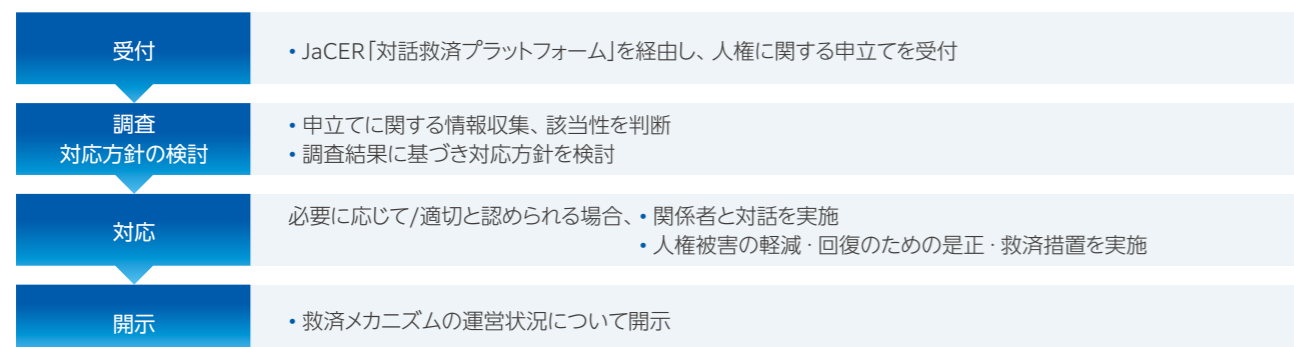 受付
・JaCER「対話救済プラットフォーム」を経由し、人権に関する申立てを受付
調査
対応方針の検討
・申立てに関する情報収集、該当性を判断
・調査結果に基づき対応方針を検討
対応
必要に応じて/適切と認められる場合、・関係者と対話を実施
・人権被害の軽減・回復のための是正・救済措置を実施
開示
・救済メカニズムの運営状況について開示